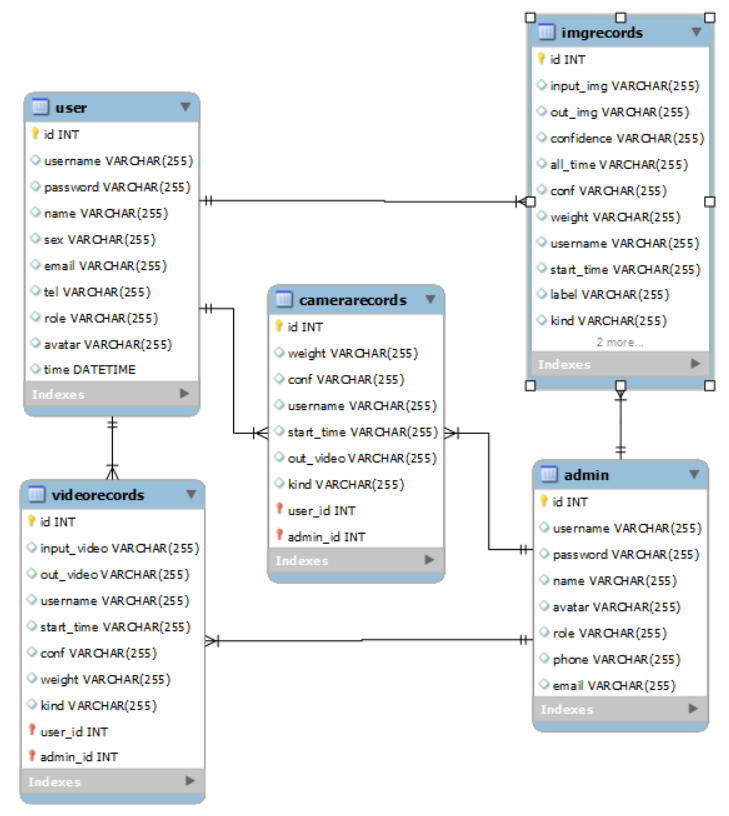 user
id INT
username VARCHAR(255)
password VARCHAR(255)
name VARCHAR(255)
sex VARCHAR(255)
email VARCHAR(255)
tel VARCHAR(255)
role VARCHAR(255)
avatar VARCHAR(255)
time DATETIME
Indexes
imgrecords
id INT
input_img VARCHAR(255)
out_img VARCHAR(255)
confidence VARCHAR(255)
all_time VARCHAR(255)
conf VARCHAR(255)
weight VARCHAR(255)
username VARCHAR(255)
start_time VARCHAR(255)
label VARCHAR(255)
kind VARCHAR(255)
2 more...
Indexes
camerarecords
id INT
weight VARCHAR(255)
conf VARCHAR(255)
username VARCHAR(255)
start_time VARCHAR(255)
out_video VARCHAR(255)
kind VARCHAR(255)
user_id INT
admin_id INT
Indexes
videorecords
id INT
input_video VARCHAR(255)
out_video VARCHAR(255)
username VARCHAR(255)
start_time VARCHAR(255)
conf VARCHAR(255)
weight VARCHAR(255)
kind VARCHAR(255)
user_id INT
admin_id INT
Indexes
admin
id INT
username VARCHAR(255)
password VARCHAR(255)
name VARCHAR(255)
avatar VARCHAR(255)
role VARCHAR(255)
phone VARCHAR(255)
email VARCHAR(255)
Indexes